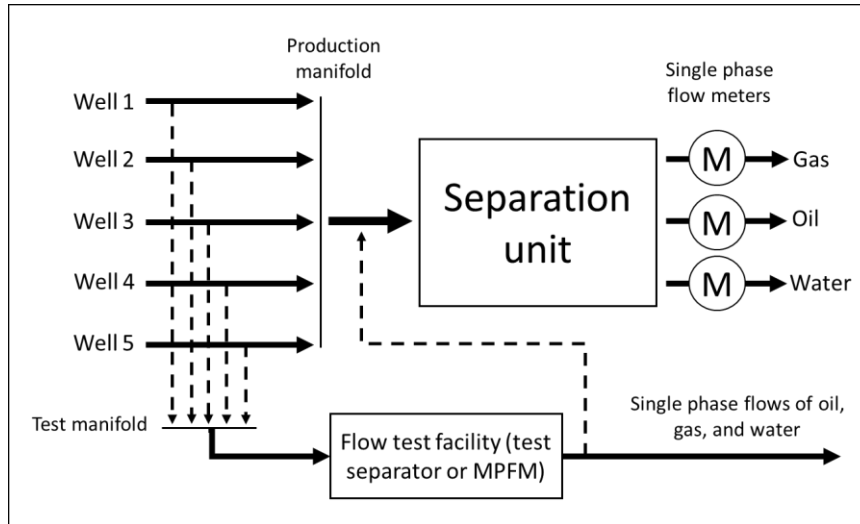 Production
manifold
Single phase
flow meters
Well 1
Well 2
Well 3
Well 4
Well 5
Separation
unit
M
Gas
M
Oil
M
Water
Test manifold
Flow test facility (test
separator or MPFM)
Single phase flows of oil,
gas, and water